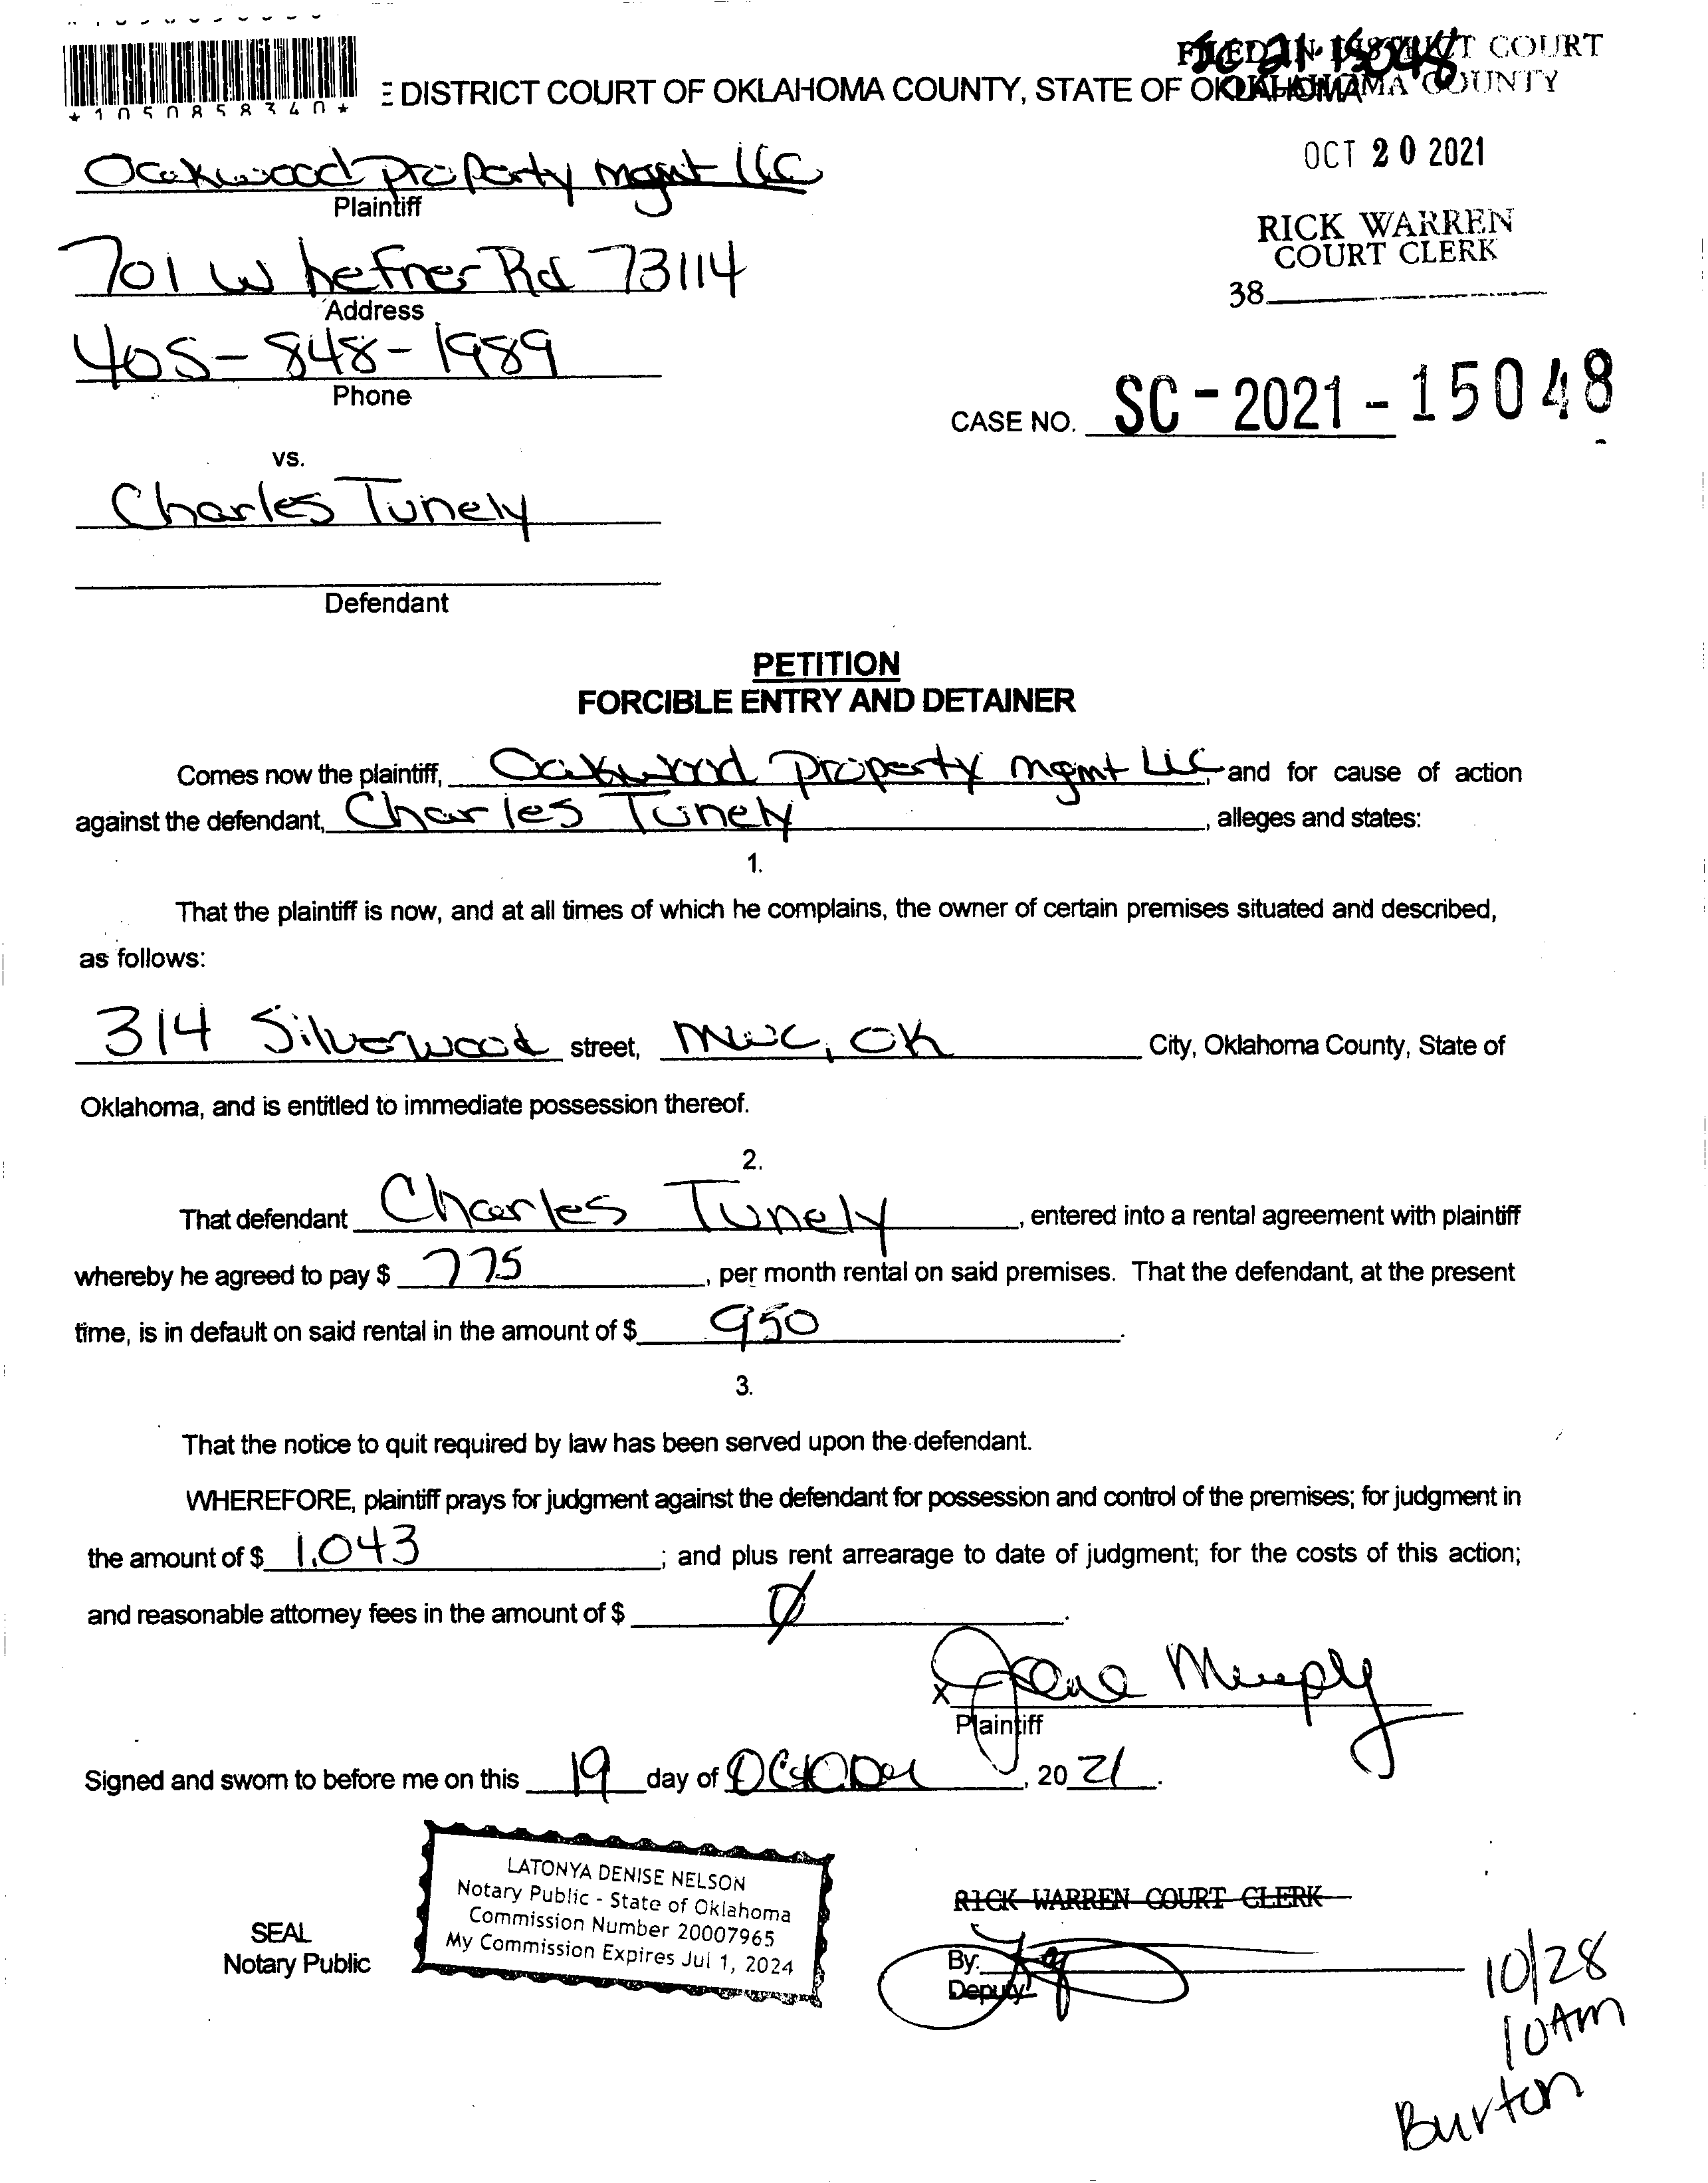 *1050858340*
SC-21-15048
FILED IN DISTRICT COURT
OKLAHOMA COUNTY
E DISTRICT COURT OF OKLAHOMA COUNTY, STATE OF OKLAHOMA
OCT 20 2021
RICK WARREN
COURT CLERK
38
Oakwood Proparty mgmt LLC
Plaintiff
701 W hefner Rd 73114
Address
405-848-1989
Phone
CASE NO. SC-2021-15048
vs.
Charles Tunely
Defendant
PETITION
FORCIBLE ENTRY AND DETAINER
Comes now the plaintiff, Oakwood Property mgmt LLC, and for cause of action
against the defendant, Charles Tunely, alleges and states:
1.
That the plaintiff is now, and at all times of which he complains, the owner of certain premises situated and described,
as follows:
314 Silverwood street, MWC, OK City, Oklahoma County, State of
Oklahoma, and is entitled to immediate possession thereof.
2.
That defendant Charles Tunely, entered into a rental agreement with plaintiff
whereby he agreed to pay $ 775, per month rental on said premises. That the defendant, at the present
time, is in default on said rental in the amount of $ 950.
3.
That the notice to quit required by law has been served upon the defendant.
WHEREFORE, plaintiff prays for judgment against the defendant for possession and control of the premises; for judgment in
the amount of $ 1,043; and plus rent arrearage to date of judgment; for the costs of this action;
and reasonable attorney fees in the amount of $ Ø.
x Murphy
Plaintiff
Signed and sworn to before me on this 19 day of October, 2021.
LATONYA DENISE NELSON
Notary Public - State of Oklahoma
Commission Number 20007965
My Commission Expires Jul 1, 2024
SEAL
Notary Public
RICK WARREN COURT CLERK
By:
Deputy
10/28
10Am
Burton